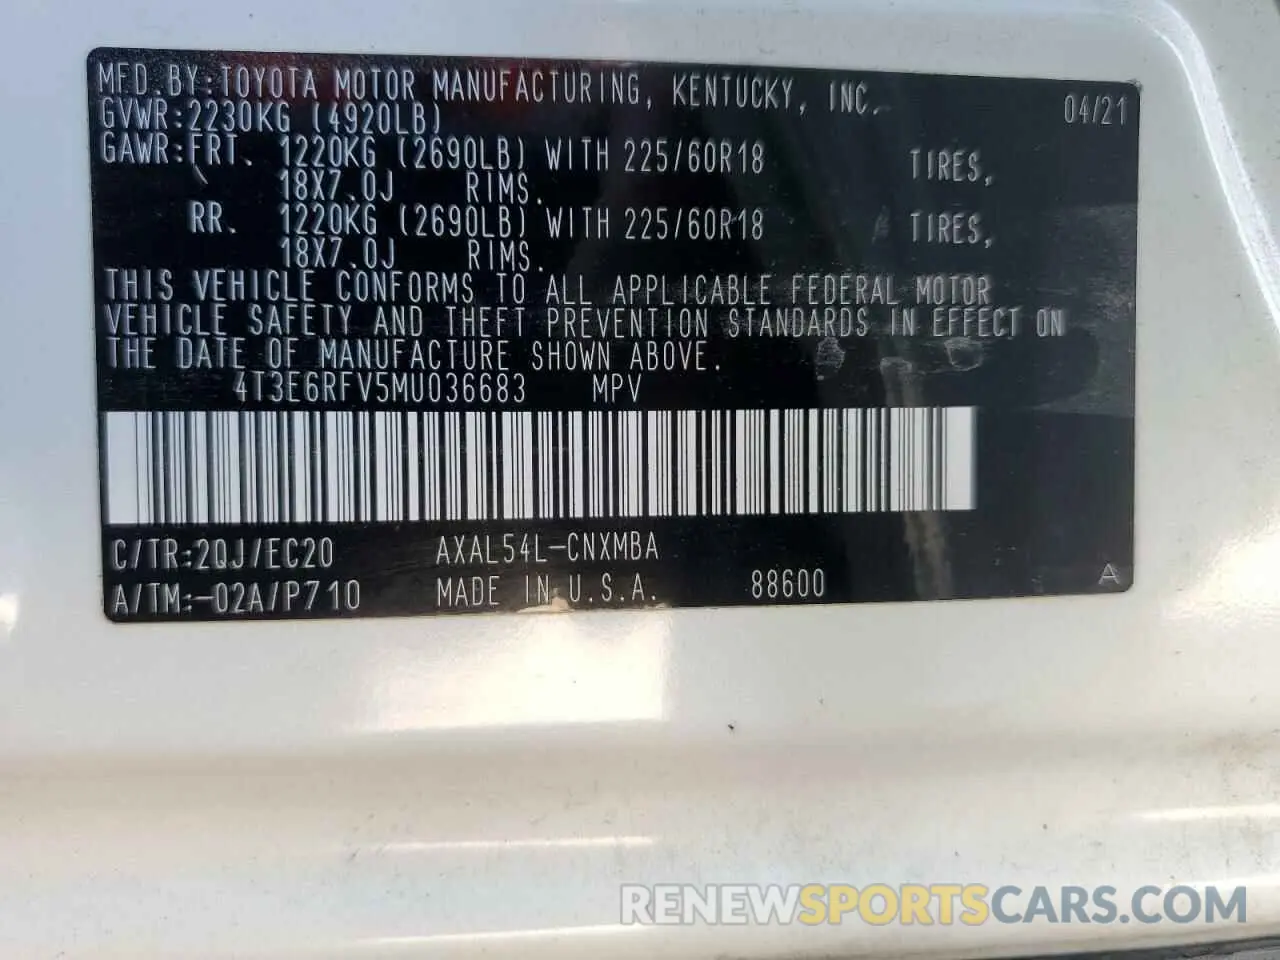 MFD.BY:TOYOTA MOTOR MANUFACTURING, KENTUCKY, INC. 04/21
GVWR:2230KG (4920LB)
GAWR:FRT. 1220KG (2690LB) WITH 225/60R18 TIRES,
18X7.0J RIMS.
RR. 1220KG (2690LB) WITH 225/60R18 TIRES,
18X7.0J RIMS.
THIS VEHICLE CONFORMS TO ALL APPLICABLE FEDERAL MOTOR
VEHICLE SAFETY AND THEFT PREVENTION STANDARDS IN EFFECT ON
THE DATE OF MANUFACTURE SHOWN ABOVE.
4T3E6RFV5MU036683 MPV
C/TR:2QJ/EC20 AXAL54L-CNXMBA
A/TM:-02A/P710 MADE IN U.S.A. 88600 A
RENEWSPORTSCARS.COM